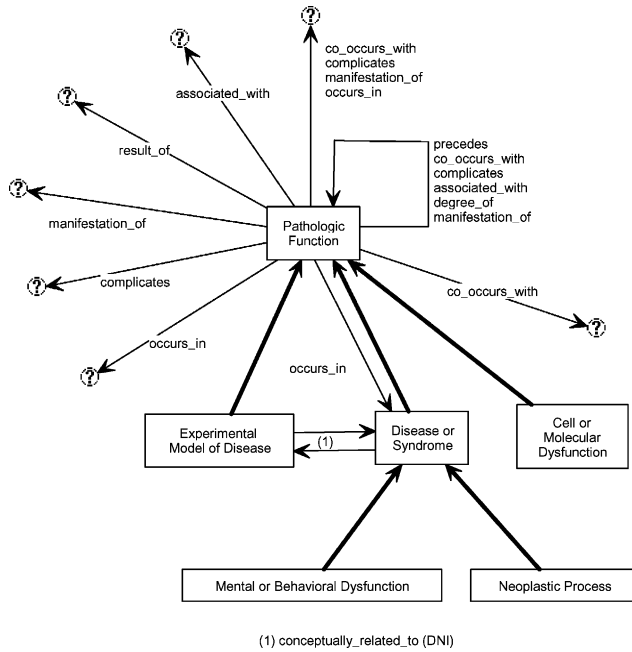 ?
co_occurs_with
complicates
manifestation_of
occurs_in
?
associated_with
?
result_of
precedes
co_occurs_with
complicates
associated_with
degree_of
manifestation_of
?
manifestation_of
Pathologic
Function
?
complicates
co_occurs_with
?
occurs_in
?
occurs_in
Experimental
Model of Disease
(1)
Disease or
Syndrome
Cell or
Molecular
Dysfunction
Mental or Behavioral Dysfunction
Neoplastic Process
(1) conceptually_related_to (DNI)